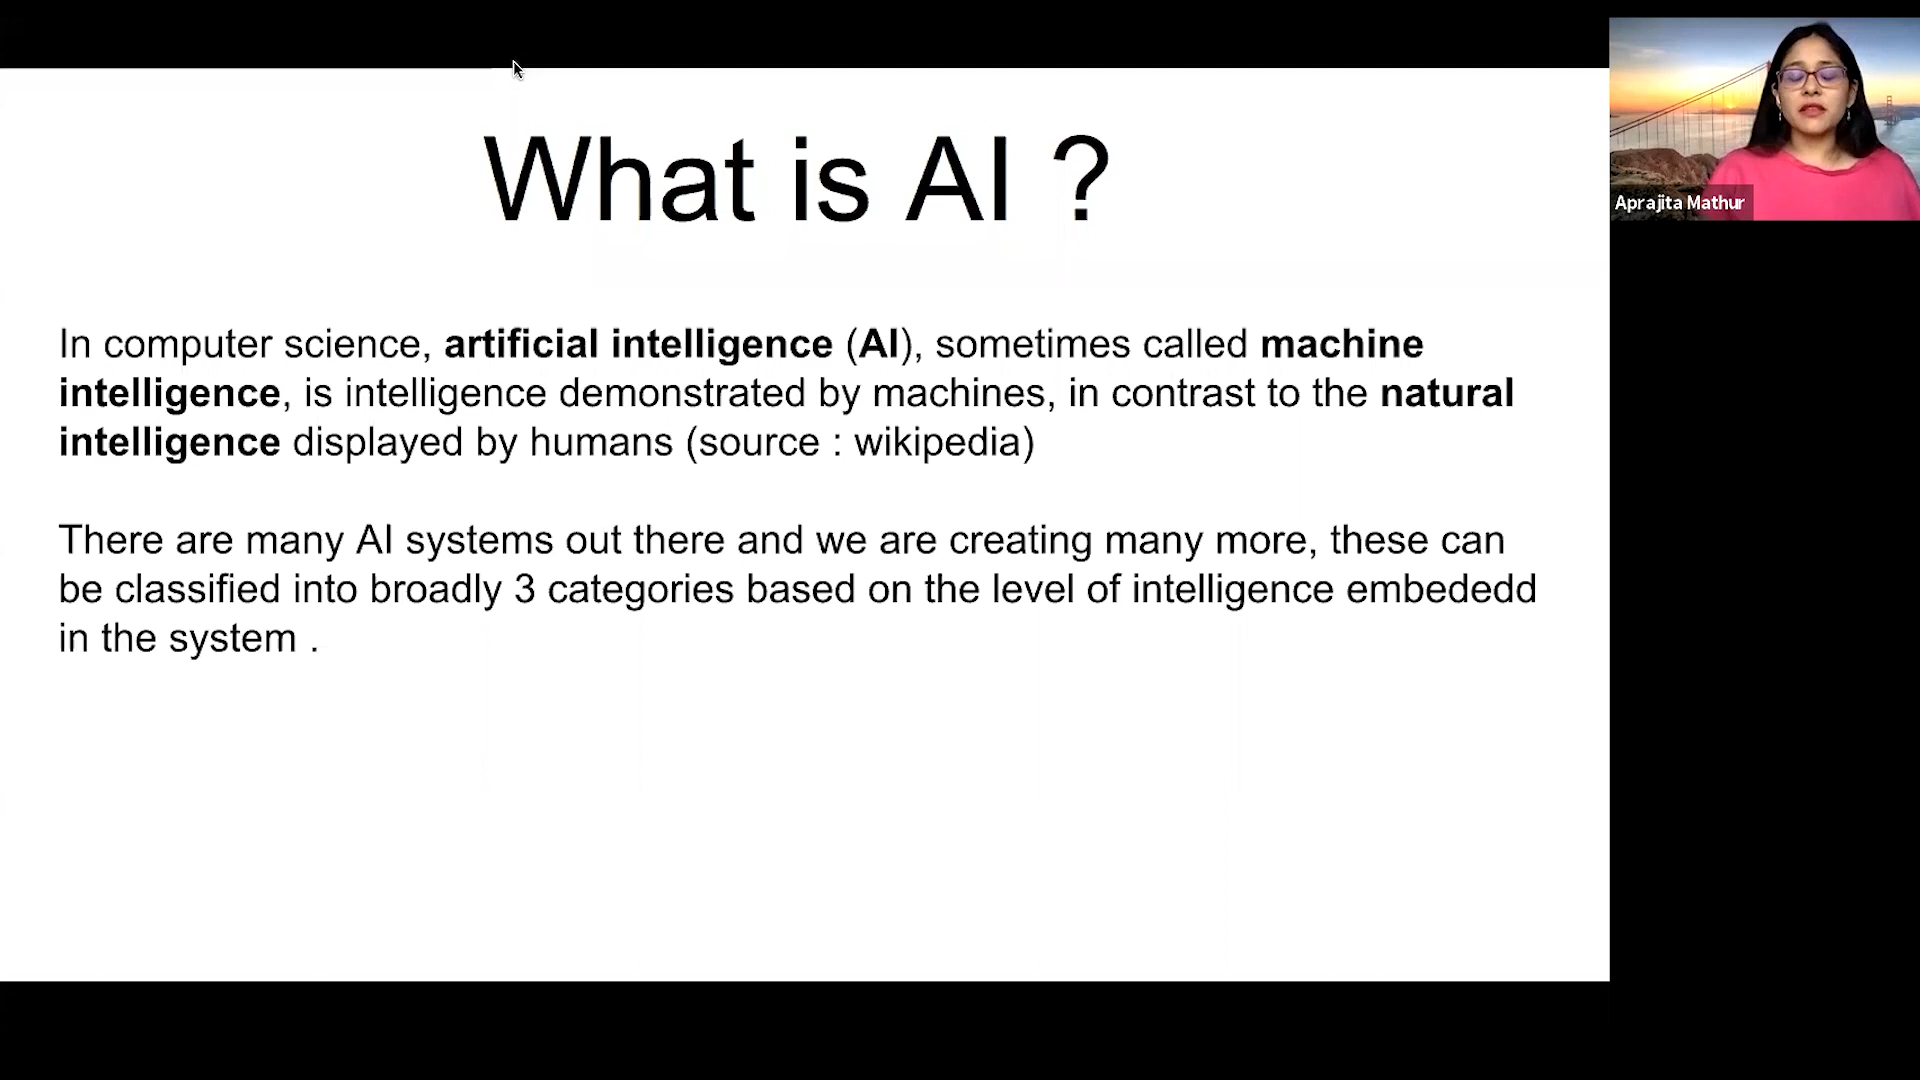 What is AI ?
In computer science, artificial intelligence (AI), sometimes called machine
intelligence, is intelligence demonstrated by machines, in contrast to the natural
intelligence displayed by humans (source : wikipedia)
There are many AI systems out there and we are creating many more, these can
be classified into broadly 3 categories based on the level of intelligence embededd
in the system .
Aprajita Mathur